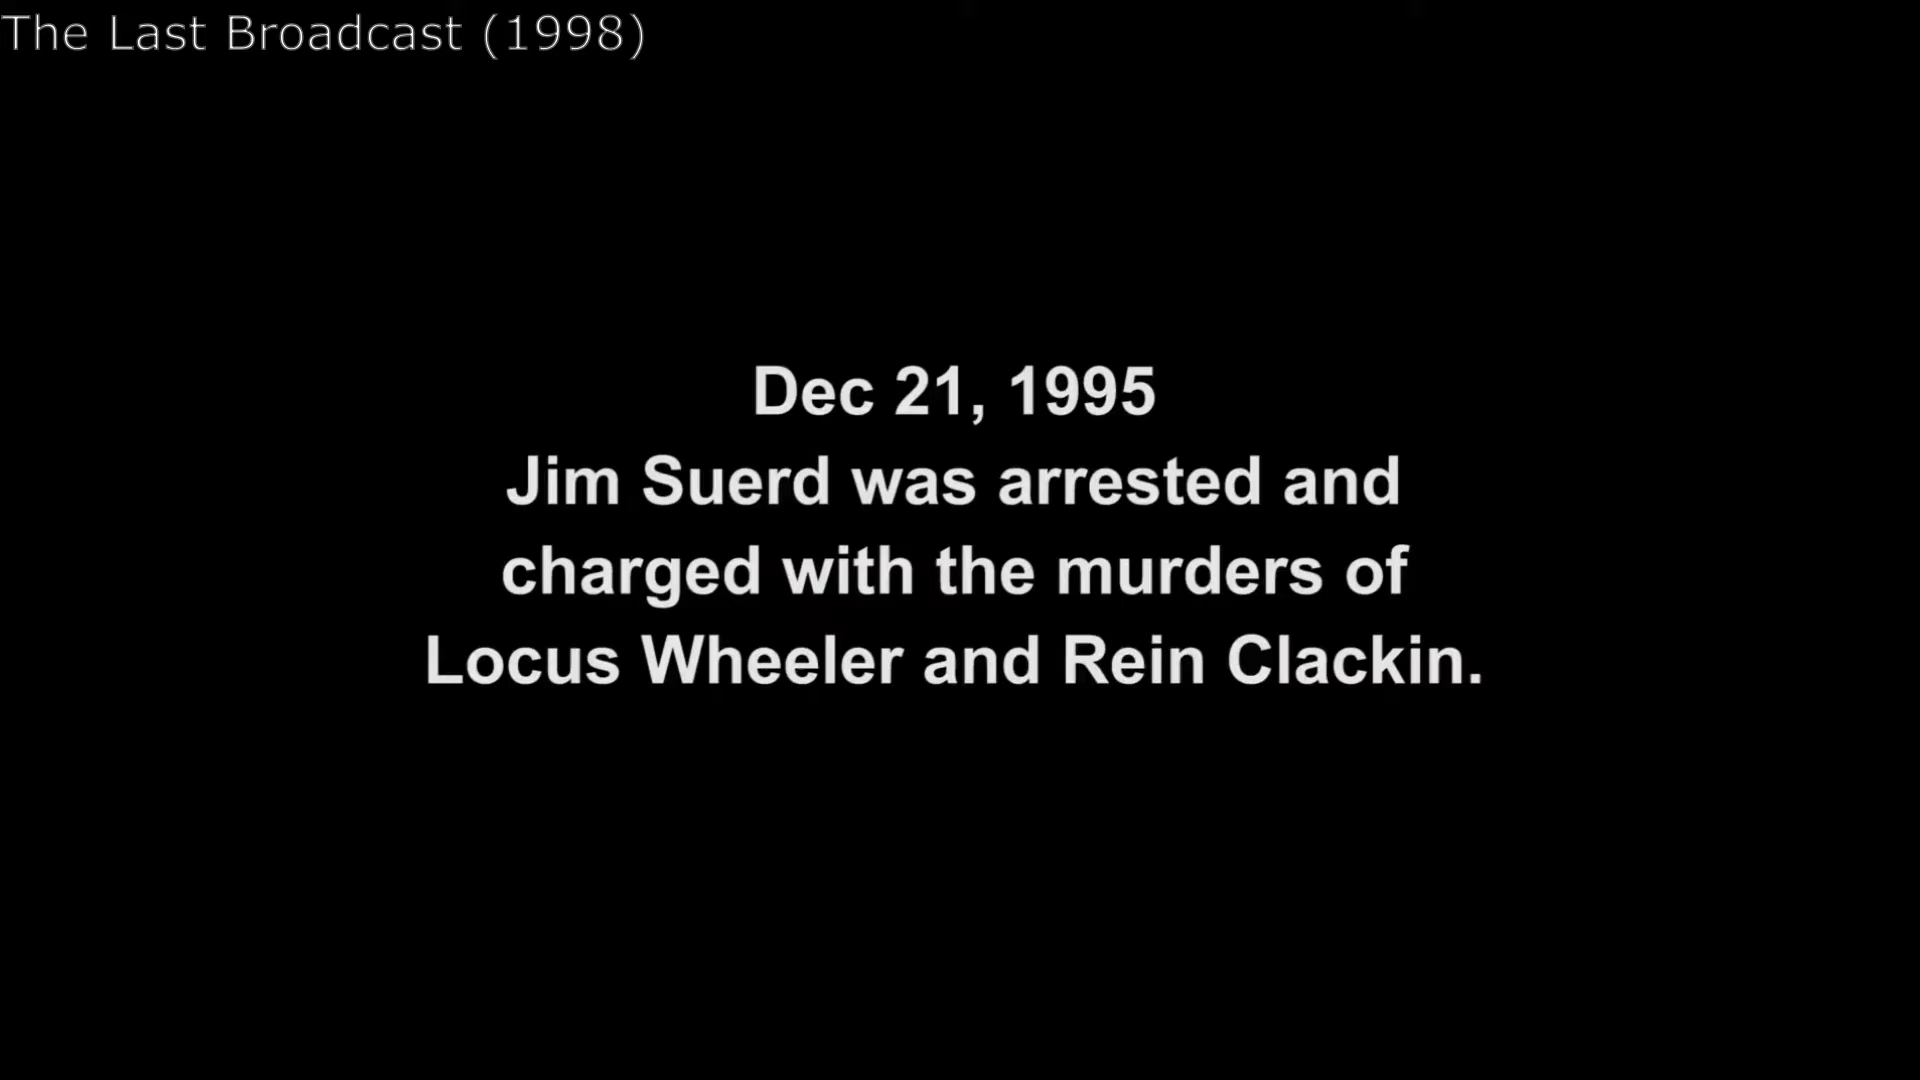 The Last Broadcast (1998)
Dec 21, 1995
Jim Suerd was arrested and
charged with the murders of
Locus Wheeler and Rein Clackin.